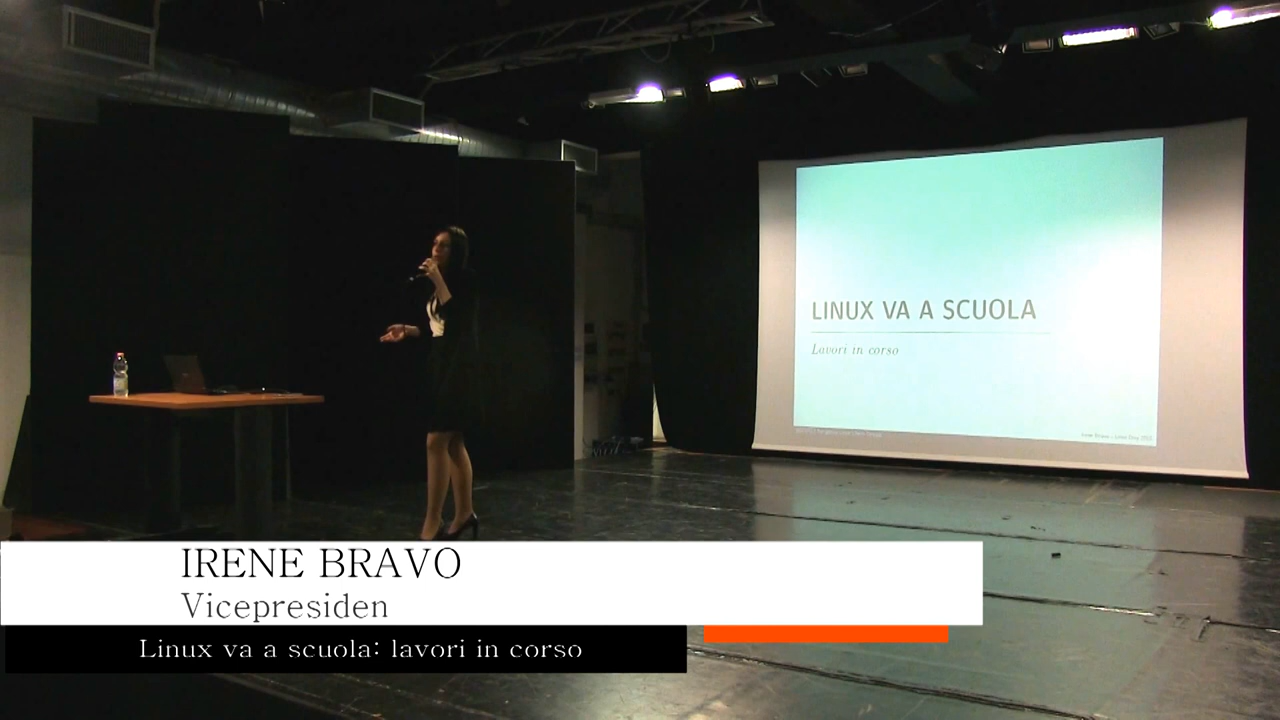 LINUX VA A SCUOLA
Lavori in corso
IRENE BRAVO
Vicepresiden
Linux va a scuola: lavori in corso